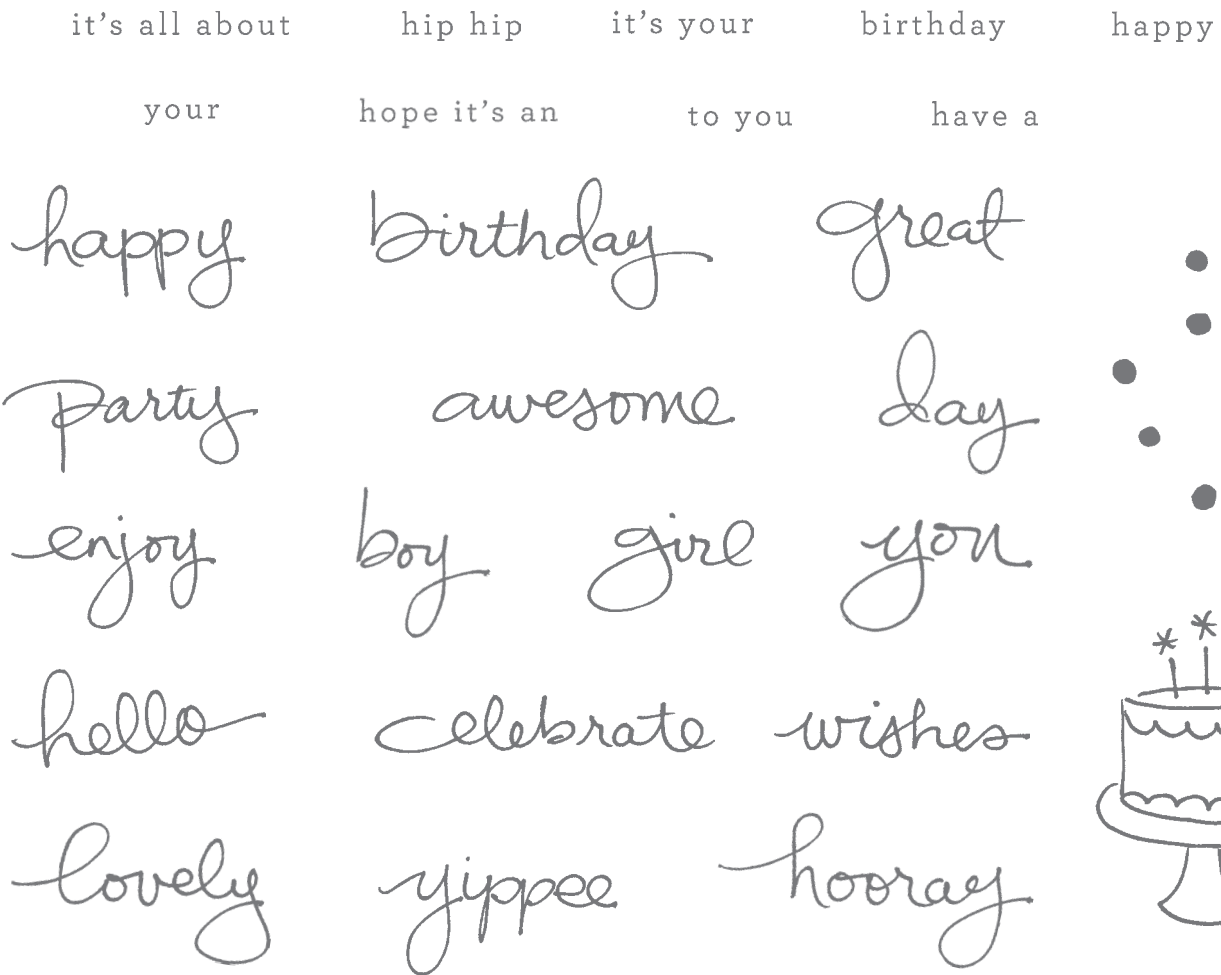 it's all about hip hip it's your birthday happy
your hope it's an to you have a
happy birthday great
party awesome day
enjoy boy girl you
hello celebrate wishes
lovely yippee hooray